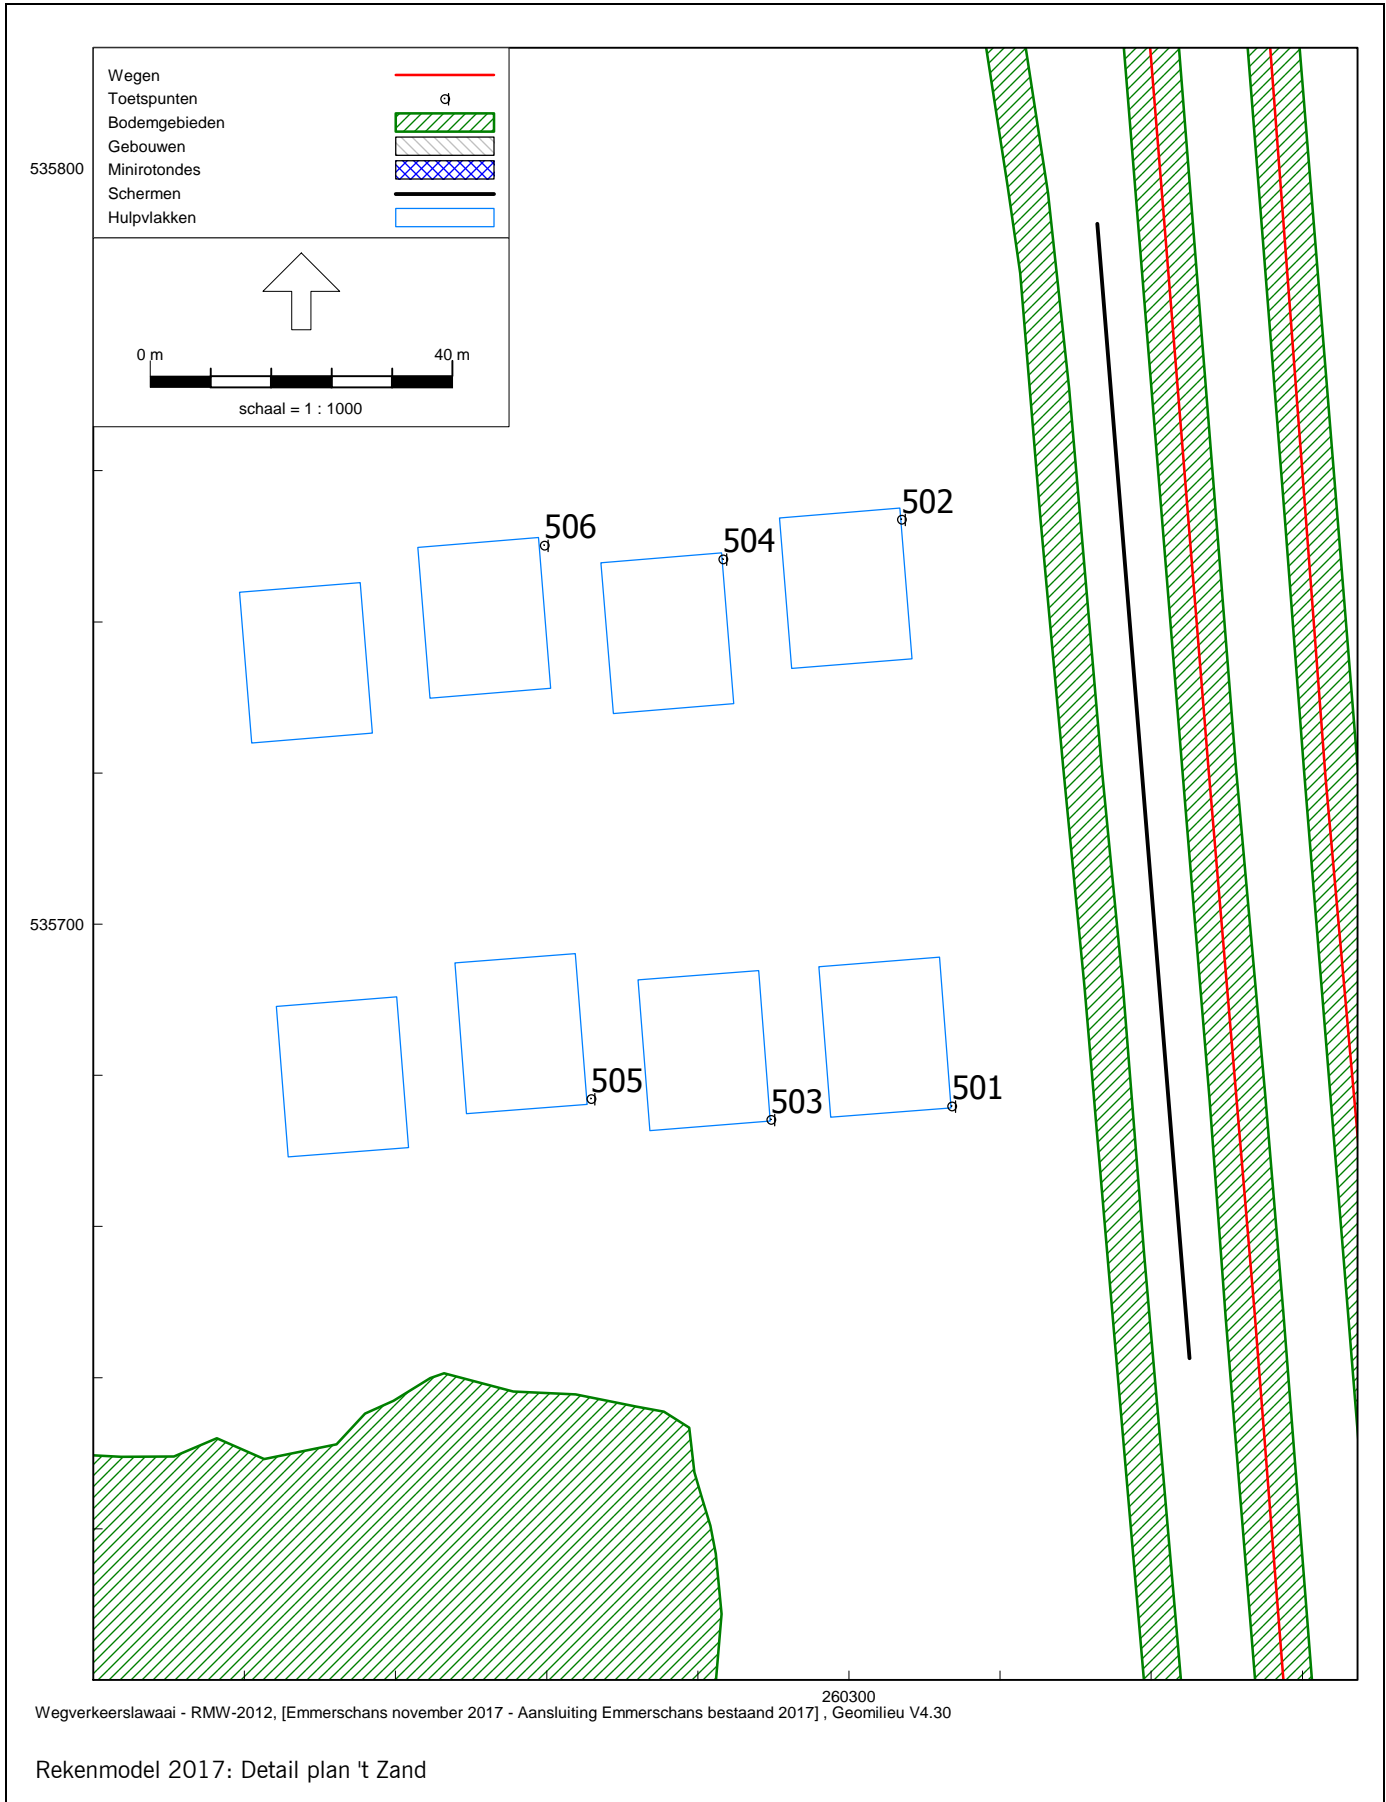 Wegen
Toetspunten
Bodemgebieden
Gebouwen
Minirotondes
Schermen
Hulpvlakken
0 m 40 m
schaal = 1 : 1000
535800
502
506
504
535700
505
503
501
260300
Wegverkeerslawaai - RMW-2012, [Emmerschans november 2017 - Aansluiting Emmerschans bestaand 2017] , Geomilieu V4.30
Rekenmodel 2017: Detail plan 't Zand